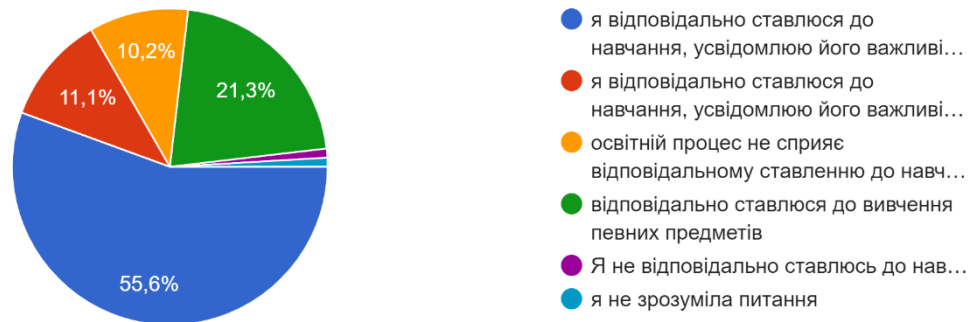 10,2%
11,1%
21,3%
55,6%
я відповідально ставлюся до
навчання, усвідомлюю його важливі…
я відповідально ставлюся до
навчання, усвідомлюю його важливі…
освітній процес не сприяє
відповідальному ставленню до навч…
відповідально ставлюся до вивчення
певних предметів
Я не відповідально ставлюсь до нав…
я не зрозуміла питання